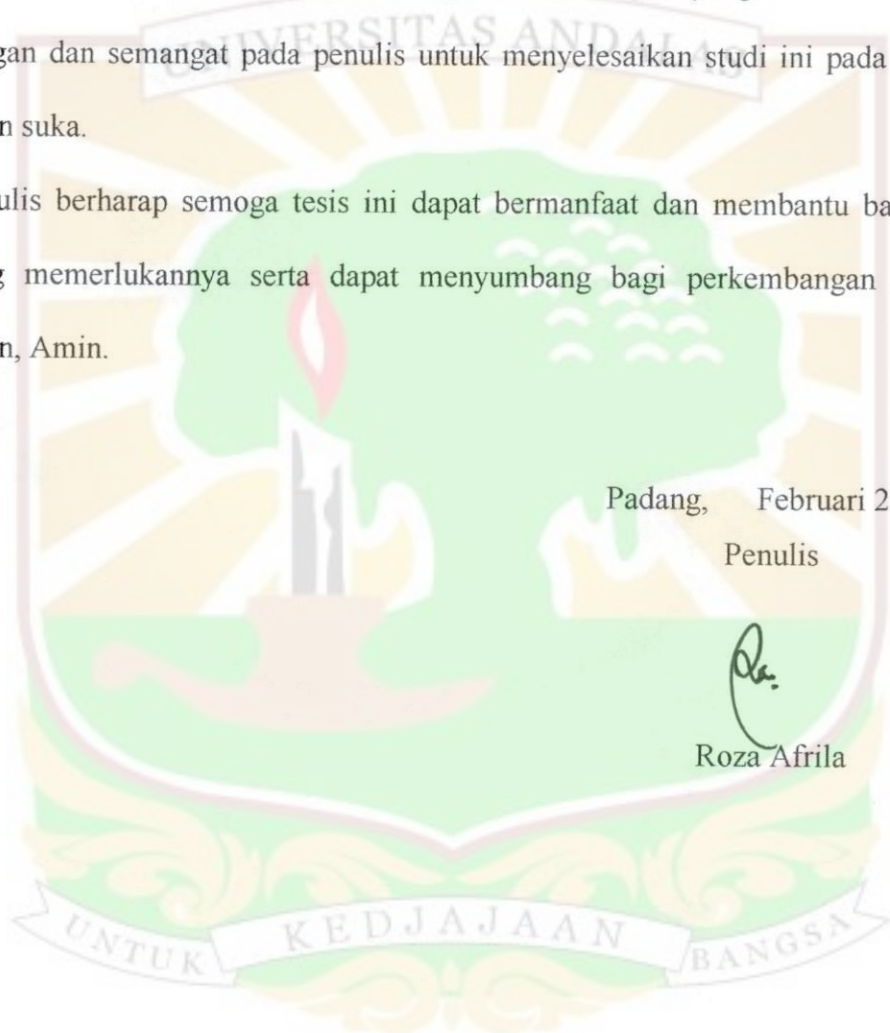 UNIVERSITAS ANDALAS
gan dan semangat pada penulis untuk menyelesaikan studi ini pada
n suka.
ulis berharap semoga tesis ini dapat bermanfaat dan membantu ba
g memerlukannya serta dapat menyumbang bagi perkembangan
n, Amin.
Padang, Februari 2
Penulis
Roza Afrila
UNTUK KEDJAJAAN BANGSA